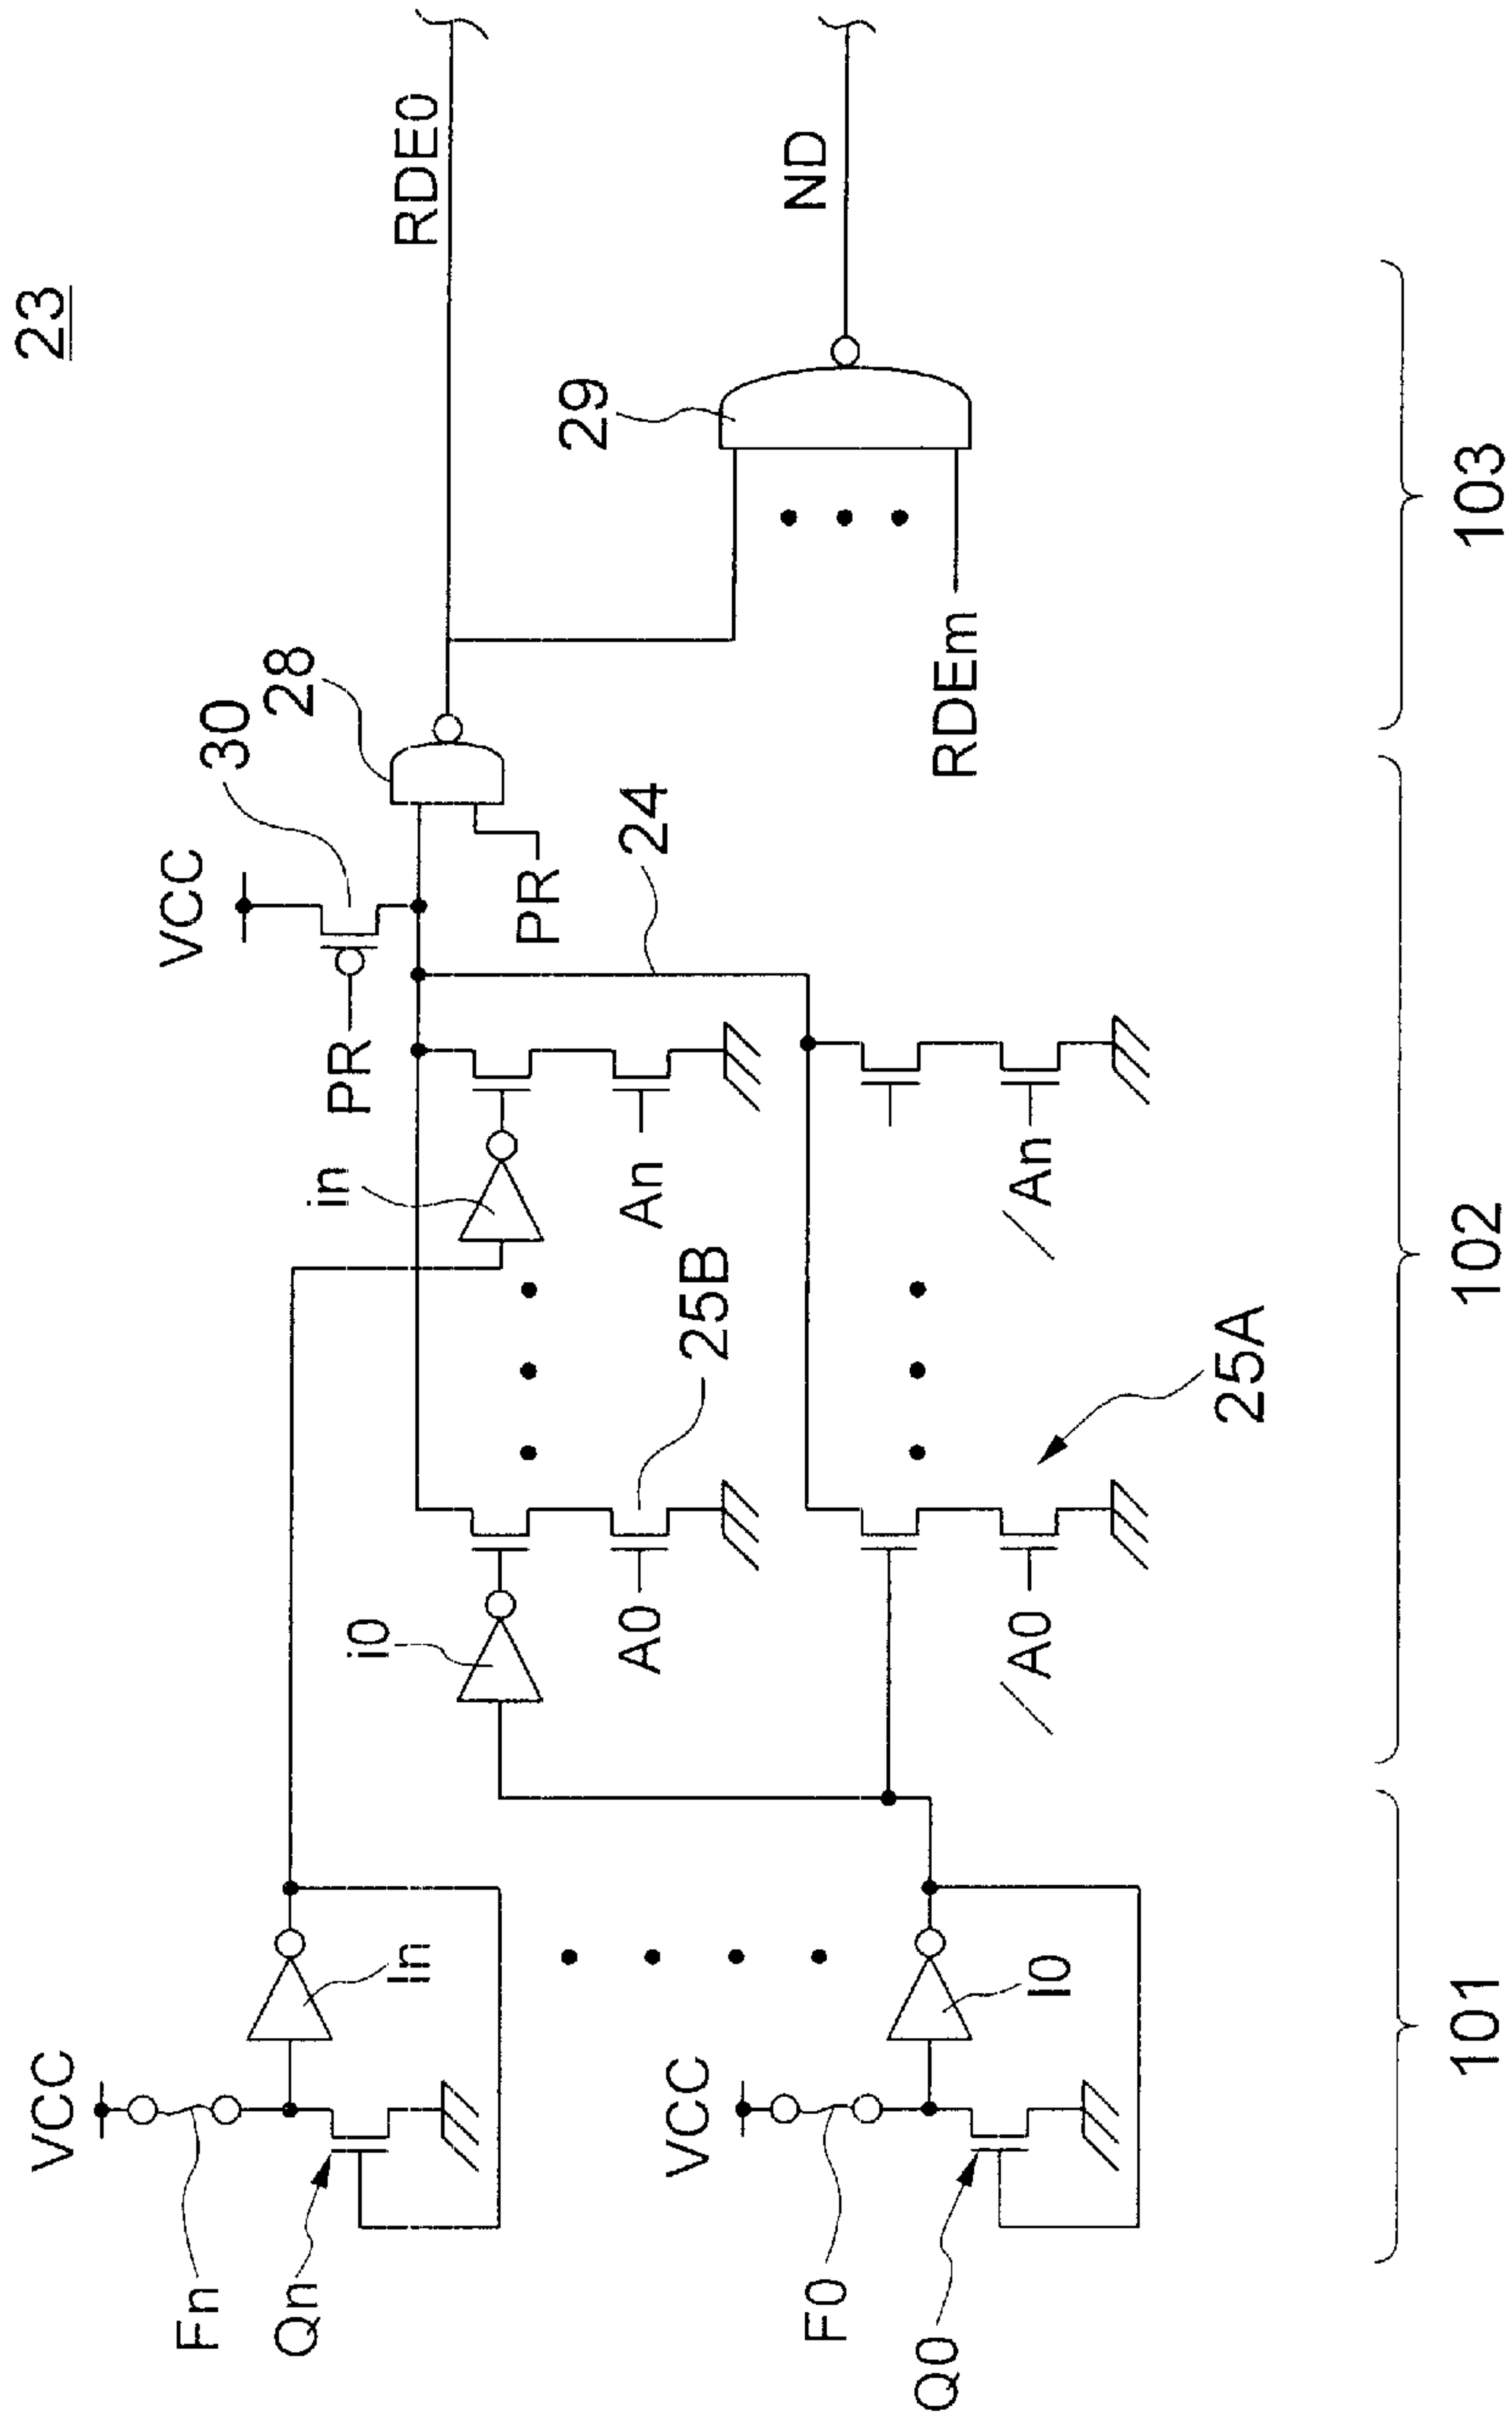 23
VCC
Fn
Qn
In
VCC
F0
Q0
I0
i0
in
A0
25B
An
/A0
25A
/An
PR
VCC
30
28
PR
24
RDE0
29
RDEm
ND
101
102
103